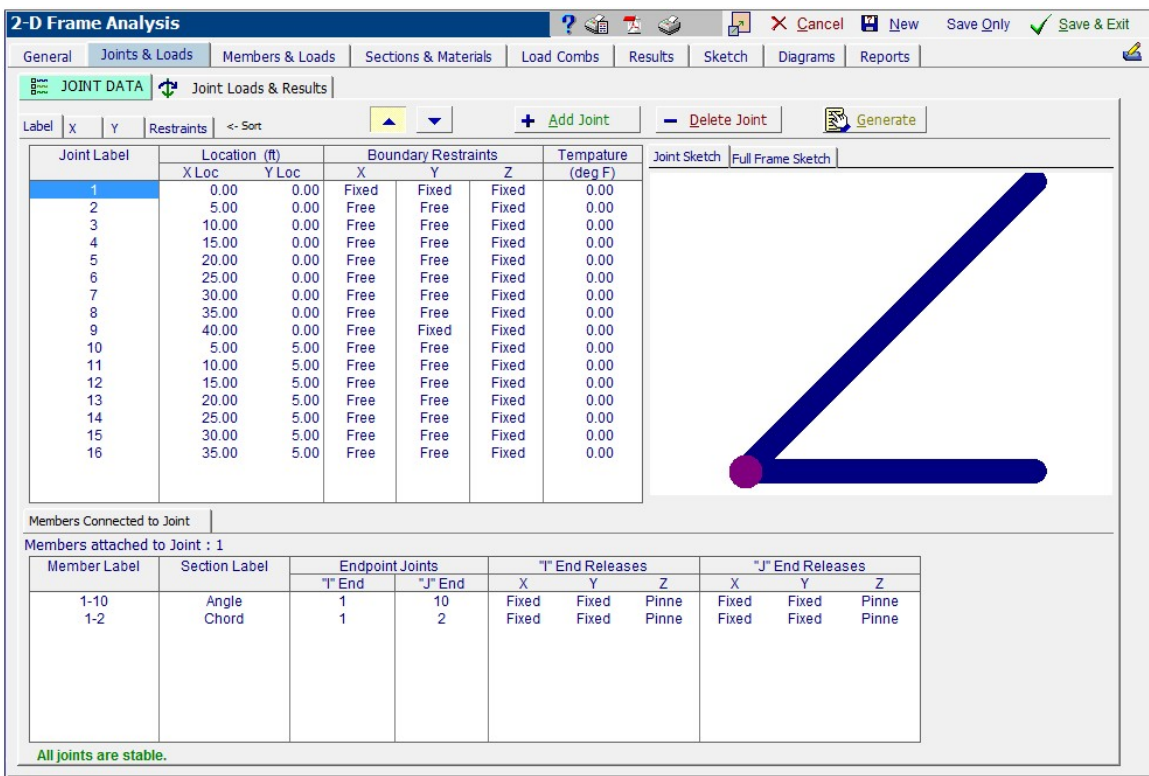 2-D Frame Analysis ? Cancel New Save Only Save & Exit
General Joints & Loads Members & Loads Sections & Materials Load Combs Results Sketch Diagrams Reports
JOINT DATA Joint Loads & Results
Label X Y Restraints <- Sort + Add Joint - Delete Joint Generate
Joint Label Location (ft) Boundary Restraints Tempature Joint Sketch Full Frame Sketch
X Loc Y Loc X Y Z (deg F)
1 0.00 0.00 Fixed Fixed Fixed 0.00
2 5.00 0.00 Free Free Fixed 0.00
3 10.00 0.00 Free Free Fixed 0.00
4 15.00 0.00 Free Free Fixed 0.00
5 20.00 0.00 Free Free Fixed 0.00
6 25.00 0.00 Free Free Fixed 0.00
7 30.00 0.00 Free Free Fixed 0.00
8 35.00 0.00 Free Free Fixed 0.00
9 40.00 0.00 Free Fixed Fixed 0.00
10 5.00 5.00 Free Free Fixed 0.00
11 10.00 5.00 Free Free Fixed 0.00
12 15.00 5.00 Free Free Fixed 0.00
13 20.00 5.00 Free Free Fixed 0.00
14 25.00 5.00 Free Free Fixed 0.00
15 30.00 5.00 Free Free Fixed 0.00
16 35.00 5.00 Free Free Fixed 0.00
Members Connected to Joint
Members attached to Joint : 1
Member Label Section Label Endpoint Joints "I" End Releases "J" End Releases
"I" End "J" End X Y Z X Y Z
1-10 Angle 1 10 Fixed Fixed Pinne Fixed Fixed Pinne
1-2 Chord 1 2 Fixed Fixed Pinne Fixed Fixed Pinne
All joints are stable.